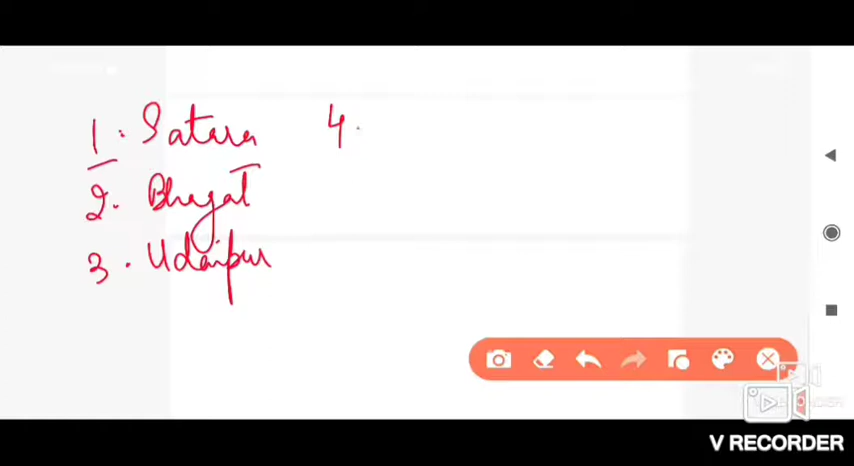 1. Satara 4.
2. Bhagat
3. Udaipur
V RECORDER